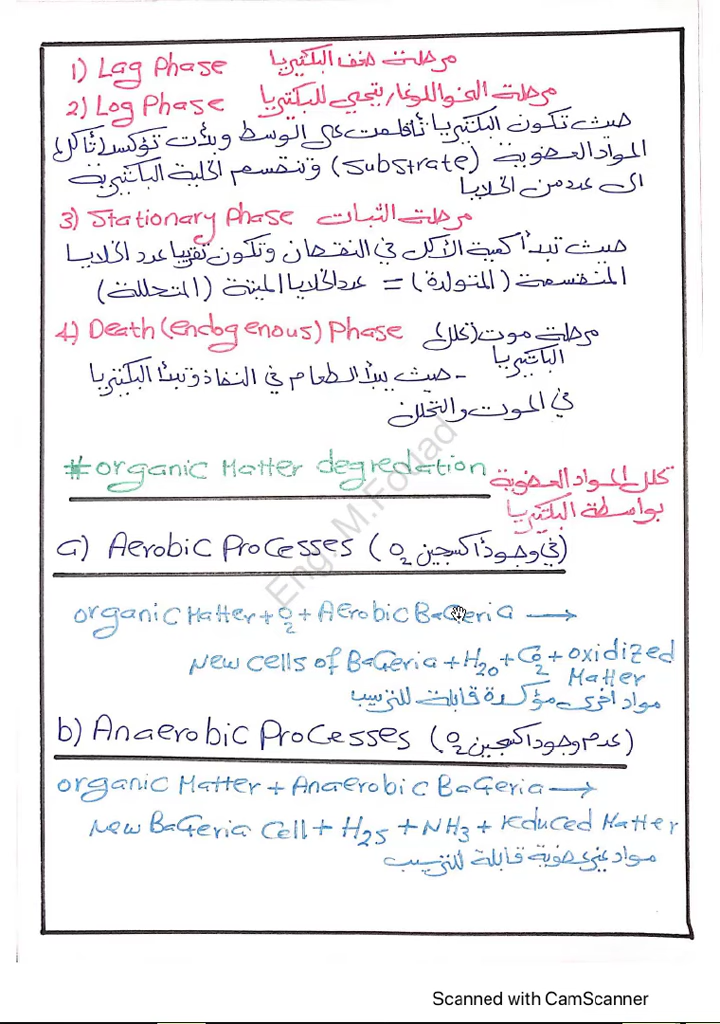 1) Lag Phase مرحلة ضعف البكتيريا
2) Log Phase مرحلة النمو اللوغاريتمي للبكتيريا
حيث تكون البكتيريا تأقلمت على الوسط وبدأت تؤكسد (تأكل)
المواد العضوية (Substrate) وتنقسم الخلية البكتيرية
الى عدد من الخلايا
3) Stationary Phase مرحلة الثبات
حيث تبدأ كمية الأكل في النقصان وتكون تقريبا عدد الخلايا
المنقسمة (المتولدة) = عدد الخلايا الميتة (المتحللة)
4) Death (endogenous) Phase مرحلة موت (تحلل)
البكتيريا
- حيث يبدأ الطعام في النفاذ وتبدأ البكتيريا
في الموت والتحلل
#organic Matter degredation تحلل المواد العضوية
بواسطة البكتيريا
a) Aerobic Processes (في وجود أكسجين O2)
organic Matter + O2 + Aerobic Bacteria →
New cells of Bacteria + H2O + CO2 + oxidized
Matter
مواد اخرى مؤكسدة قابلة للترسيب
b) Anaerobic Processes (عدم وجود اكسجين O2)
organic Matter + Anaerobic Bacteria →
New Bacteria Cell + H2S + NH3 + Reduced Matter
مواد غير عضوية قابلة للترسيب
Eng. M. Fouad
Scanned with CamScanner